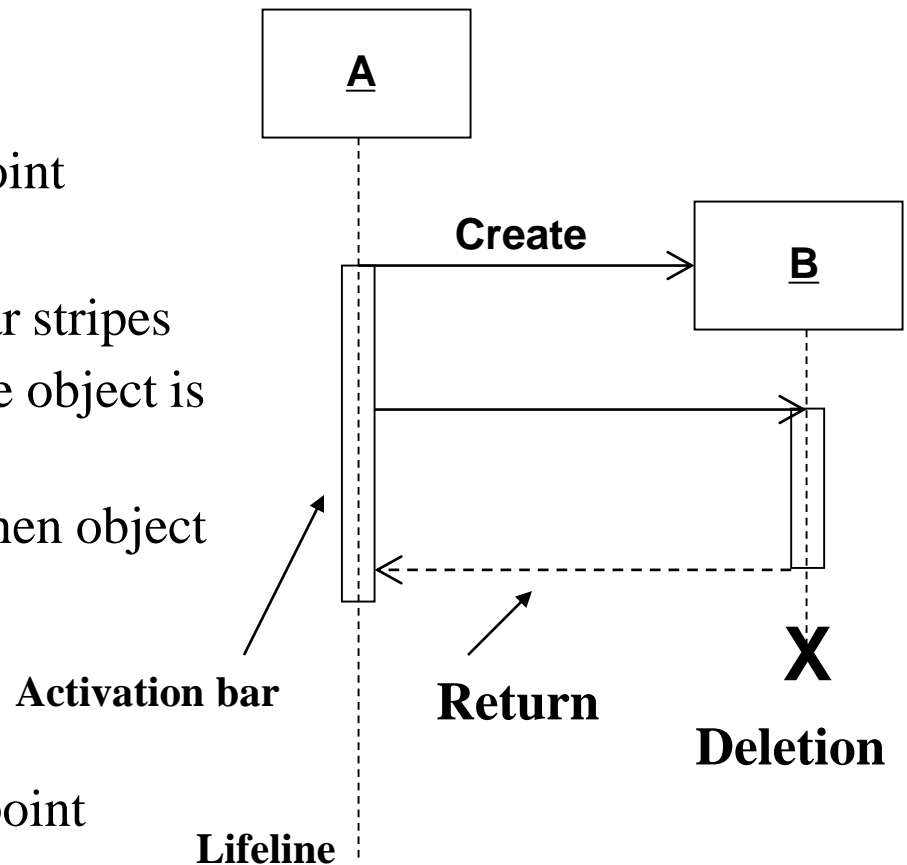 A
oint
Create
B
r stripes
e object is
hen object
Activation bar
Return
Deletion
oint
Lifeline